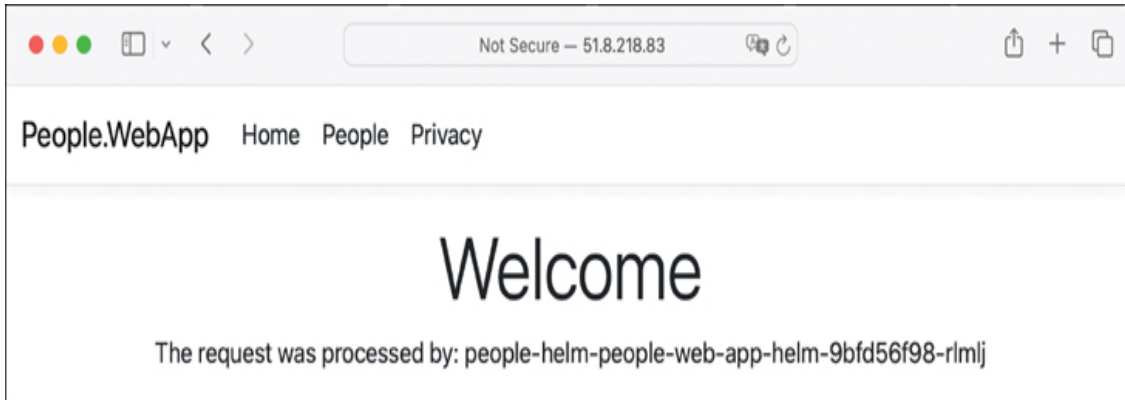 Not Secure — 51.8.218.83
People.WebApp Home People Privacy
Welcome
The request was processed by: people-helm-people-web-app-helm-9bfd56f98-rlmlj